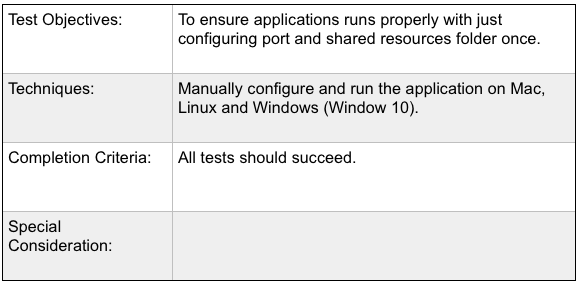 Test Objectives:
To ensure applications runs properly with just
configuring port and shared resources folder once.
Techniques:
Manually configure and run the application on Mac,
Linux and Windows (Window 10).
Completion Criteria:
All tests should succeed.
Special
Consideration: